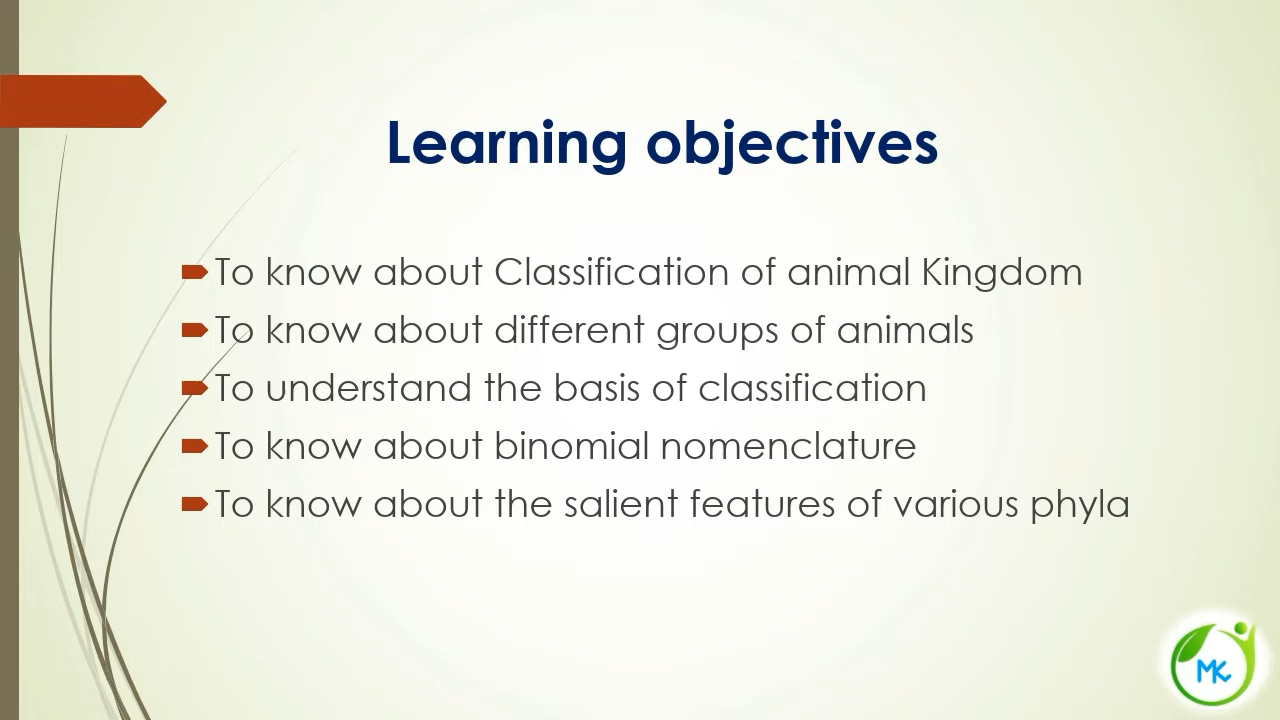 Learning objectives
To know about Classification of animal Kingdom
To know about different groups of animals
To understand the basis of classification
To know about binomial nomenclature
To know about the salient features of various phyla
MK